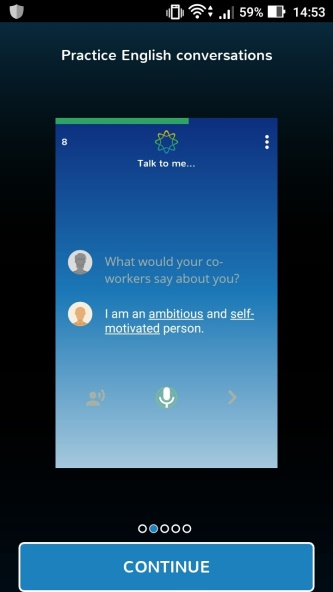 59% 14:53
Practice English conversations
8
Talk to me...
What would your co-
workers say about you?
I am an ambitious and self-
motivated person.
CONTINUE